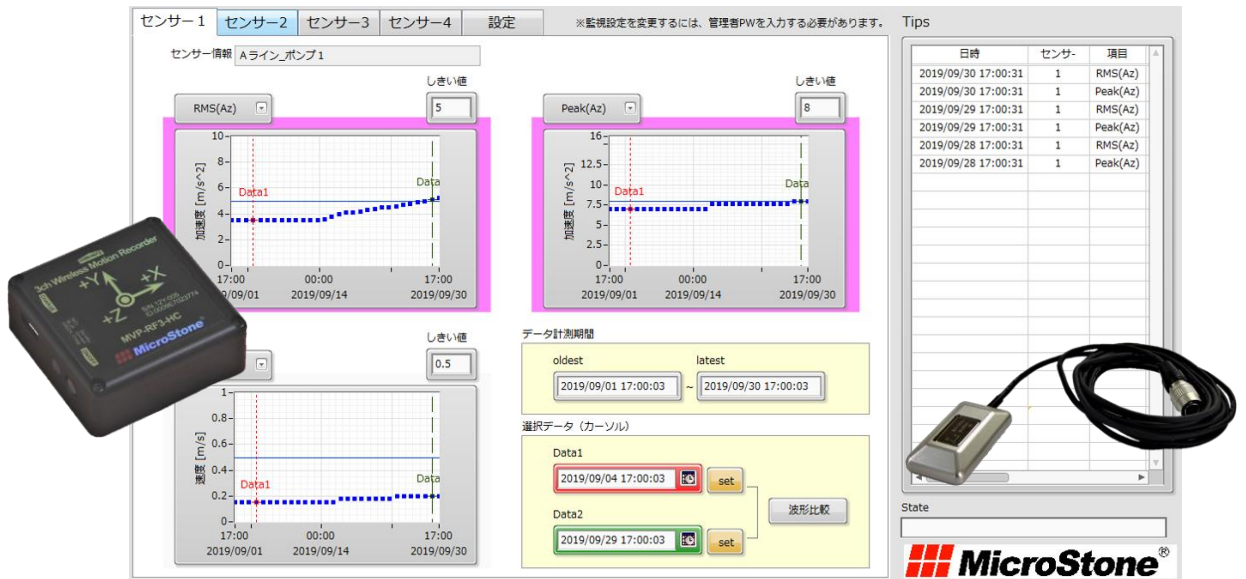 センサー1 センサー2 センサー3 センサー4 設定 ※監視設定を変更するには、管理者PWを入力する必要があります。
センサー情報 Aライン_ポンプ1
しきい値
RMS(Az) 5
10
8
6
4
2
0
加速度 [m/s^2]
Data1
Data
17:00 00:00 17:00
/09/01 2019/09/14 2019/09/30
しきい値
Peak(Az) 8
16
12.5
10
7.5
5
2.5
0
加速度 [m/s^2]
Data1
Data
17:00 00:00 17:00
2019/09/01 2019/09/14 2019/09/30
しきい値
0.5
1
0.8
0.6
0.4
0.2
0
速度 [m/s]
Data1
Data
17:00 00:00 17:00
2019/09/01 2019/09/14 2019/09/30
データ計測期間
oldest latest
2019/09/01 17:00:03 ~ 2019/09/30 17:00:03
選択データ（カーソル）
Data1
2019/09/04 17:00:03 set
波形比較
Data2
2019/09/29 17:00:03 set
Tips
日時 センサ- 項目
2019/09/30 17:00:31 1 RMS(Az)
2019/09/30 17:00:31 1 Peak(Az)
2019/09/29 17:00:31 1 RMS(Az)
2019/09/29 17:00:31 1 Peak(Az)
2019/09/28 17:00:31 1 RMS(Az)
2019/09/28 17:00:31 1 Peak(Az)
State
MicroStone®
3ch Wireless Motion Recorder
+Y +X
+Z
MVP-RF3-HC
MicroStone